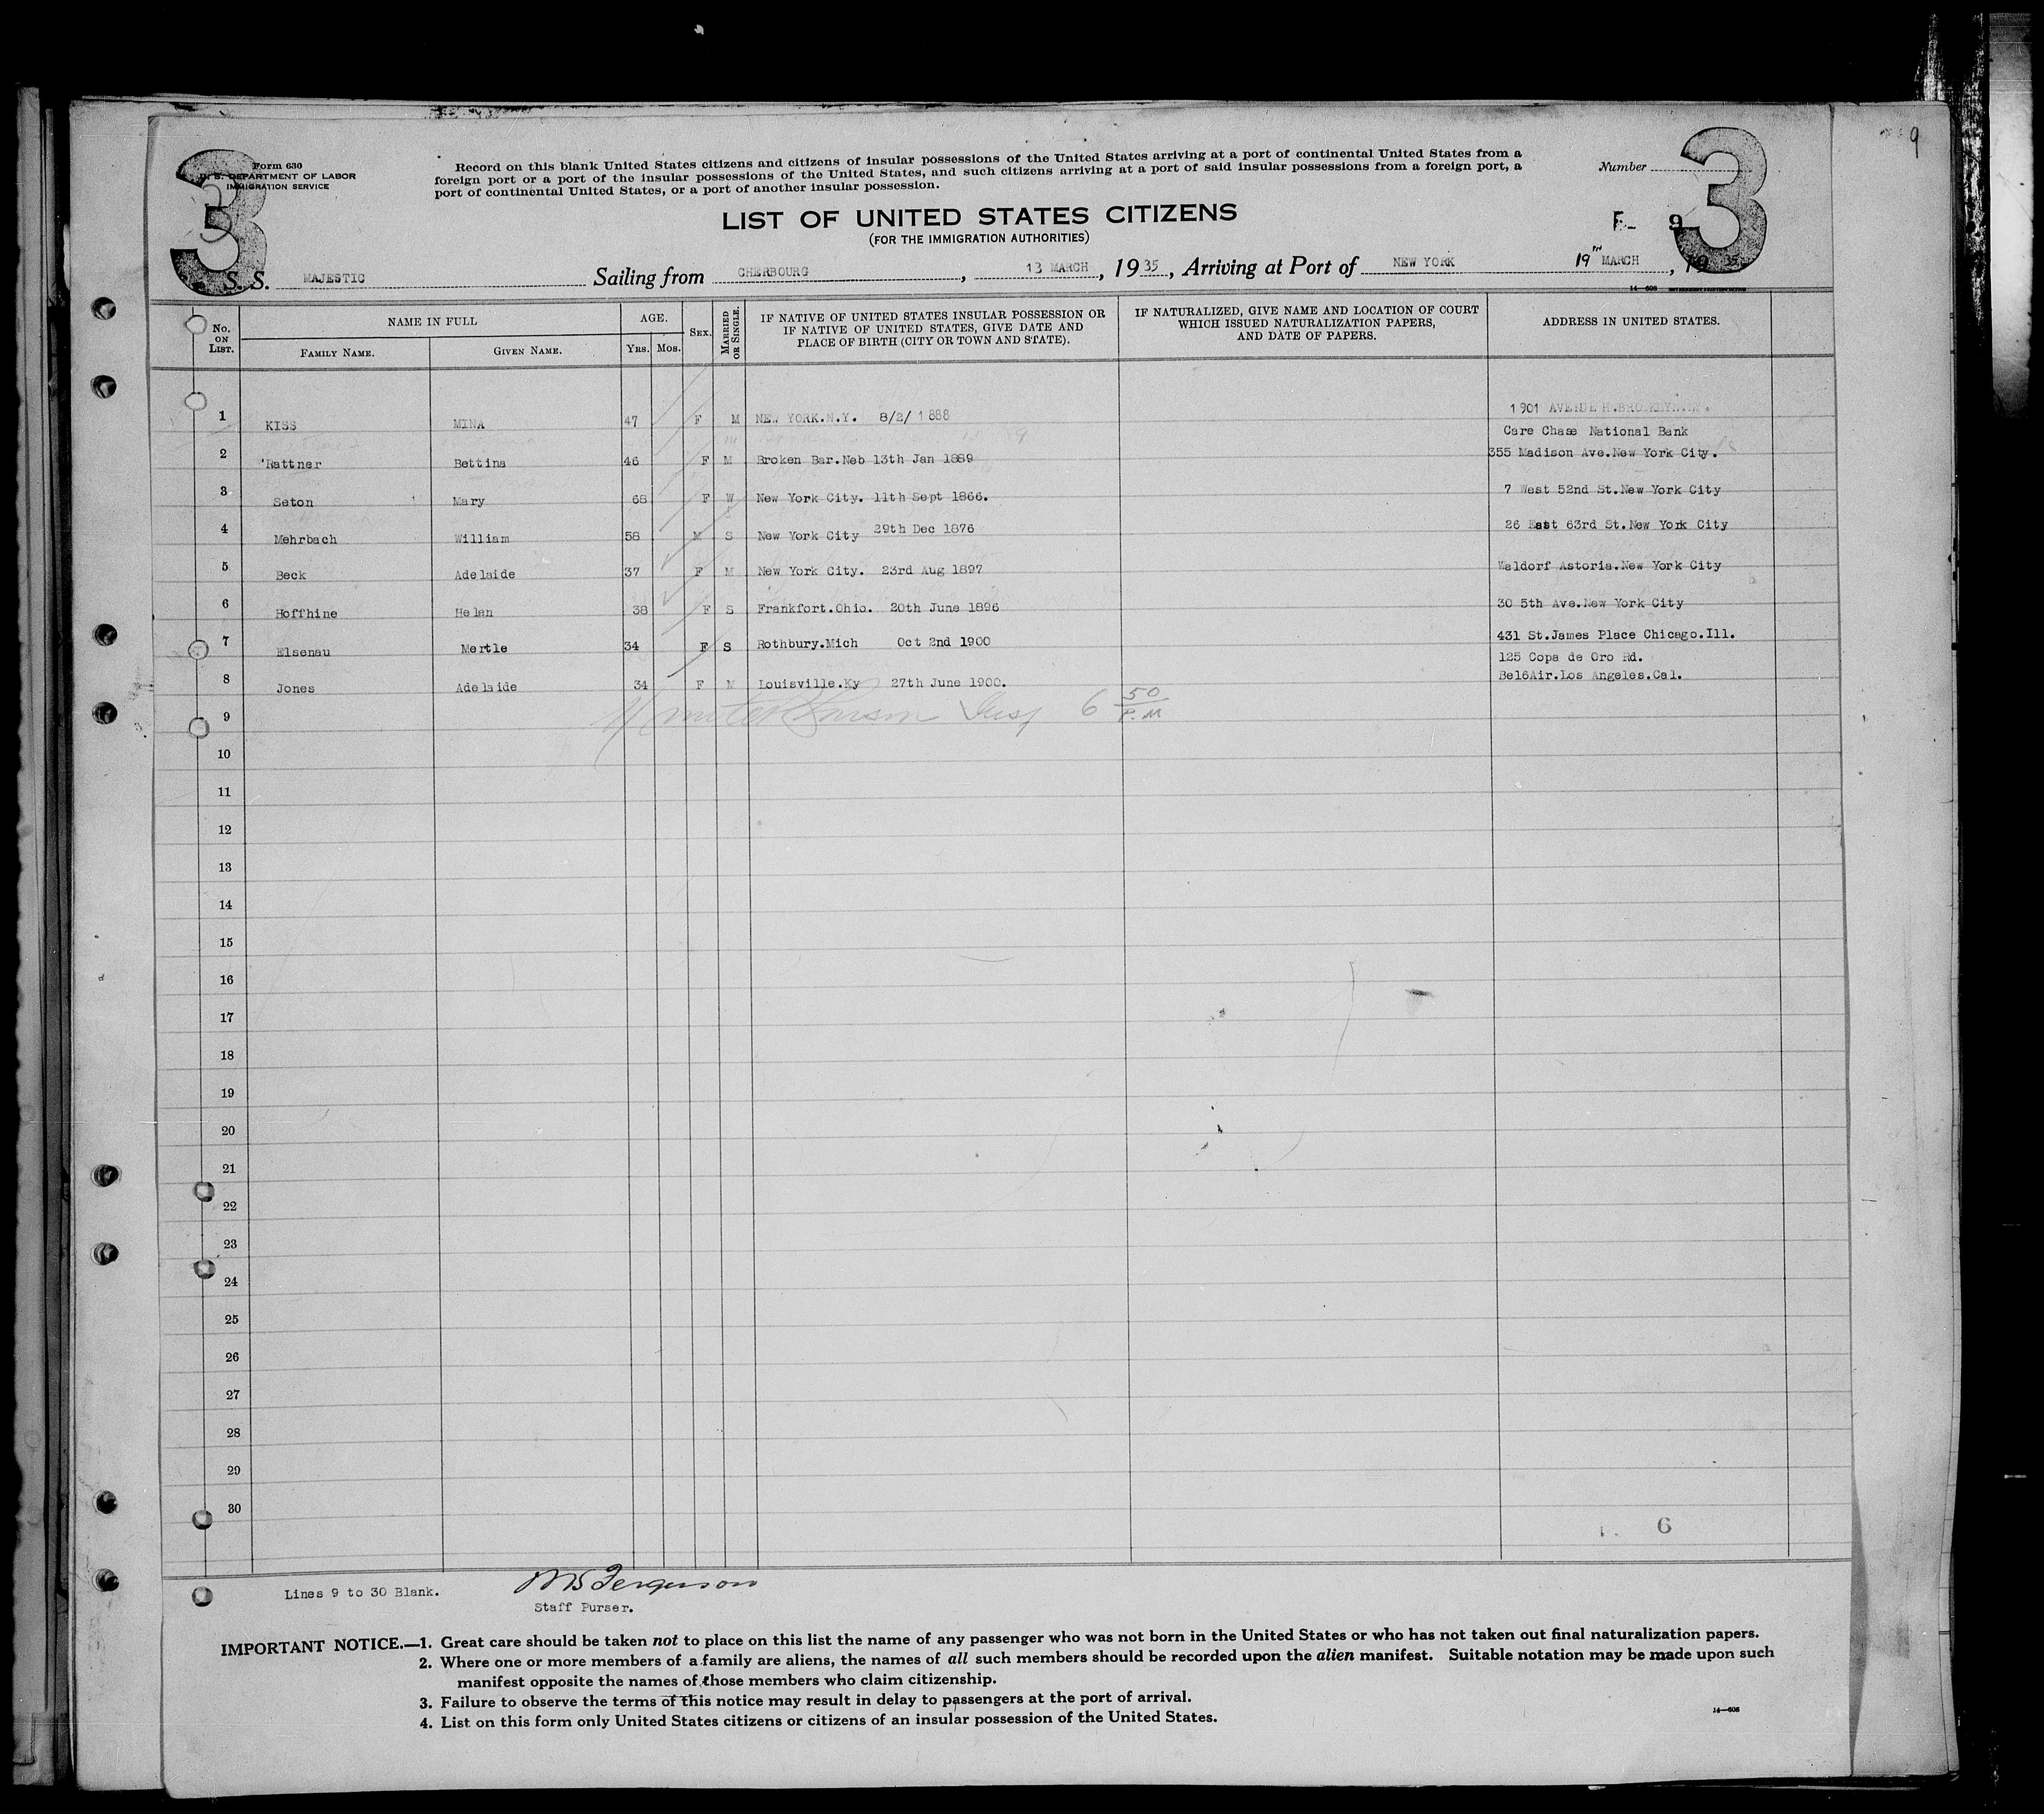 9
3
3
Form 630
U. S. DEPARTMENT OF LABOR
IMMIGRATION SERVICE
5
Record on this blank United States citizens and citizens of insular possessions of the United States arriving at a port of continental United States from a
foreign port or a port of the insular possessions of the United States, and such citizens arriving at a port of said insular possessions from a foreign port, a
port of continental United States, or a port of another insular possession.
Number
LIST OF UNITED STATES CITIZENS
(FOR THE IMMIGRATION AUTHORITIES)
F- 9
S. S. MAJESTIC Sailing from CHERBOURG, 13 MARCH, 1935, Arriving at Port of NEW YORK 19th MARCH, 1935
14—608
No. ON LIST. NAME IN FULL FAMILY NAME. GIVEN NAME. AGE. YRS. MOS. SEX. MARRIED OR SINGLE. IF NATIVE OF UNITED STATES INSULAR POSSESSION OR IF NATIVE OF UNITED STATES, GIVE DATE AND PLACE OF BIRTH (CITY OR TOWN AND STATE). IF NATURALIZED, GIVE NAME AND LOCATION OF COURT WHICH ISSUED NATURALIZATION PAPERS, AND DATE OF PAPERS. ADDRESS IN UNITED STATES.
1 KISS MINA 47 F M NEW YORK.N.Y. 8/2/1888 1901 AVENUE H.BROOKLYN.
Care Chase National Bank
2 Rattner Bettina 46 F M Broken Bar.Neb 13th Jan 1889 355 Madison Ave.New York City.
3 Seton Mary 68 F W New York City. 11th Sept 1866. 7 West 52nd St.New York City
4 Mehrbach William 58 M S New York City 29th Dec 1876 26 East 63rd St.New York City
5 Beck Adelaide 37 F M New York City. 23rd Aug 1897 Waldorf Astoria.New York City
6 Hoffhine Helen 38 F S Frankfort.Ohio. 20th June 1896 30 5th Ave.New York City
7 Elsenau Mertle 34 F S Rothbury.Mich Oct 2nd 1900 431 St.James Place Chicago.Ill.
125 Copa de Oro Rd.
8 Jones Adelaide 34 F M Louisville.Ky 27th June 1900. Bel6Air.Los Angeles.Cal.
6 50 P.M
9
10
11
12
13
14
15
16
17
18
19
20
21
22
23
24
25
26
27
28
29
30
6
Lines 9 to 30 Blank.
Ferguson
Staff Purser.
IMPORTANT NOTICE.—1. Great care should be taken not to place on this list the name of any passenger who was not born in the United States or who has not taken out final naturalization papers.
2. Where one or more members of a family are aliens, the names of all such members should be recorded upon the alien manifest. Suitable notation may be made upon such
manifest opposite the names of those members who claim citizenship.
3. Failure to observe the terms of this notice may result in delay to passengers at the port of arrival.
4. List on this form only United States citizens or citizens of an insular possession of the United States.
14—608